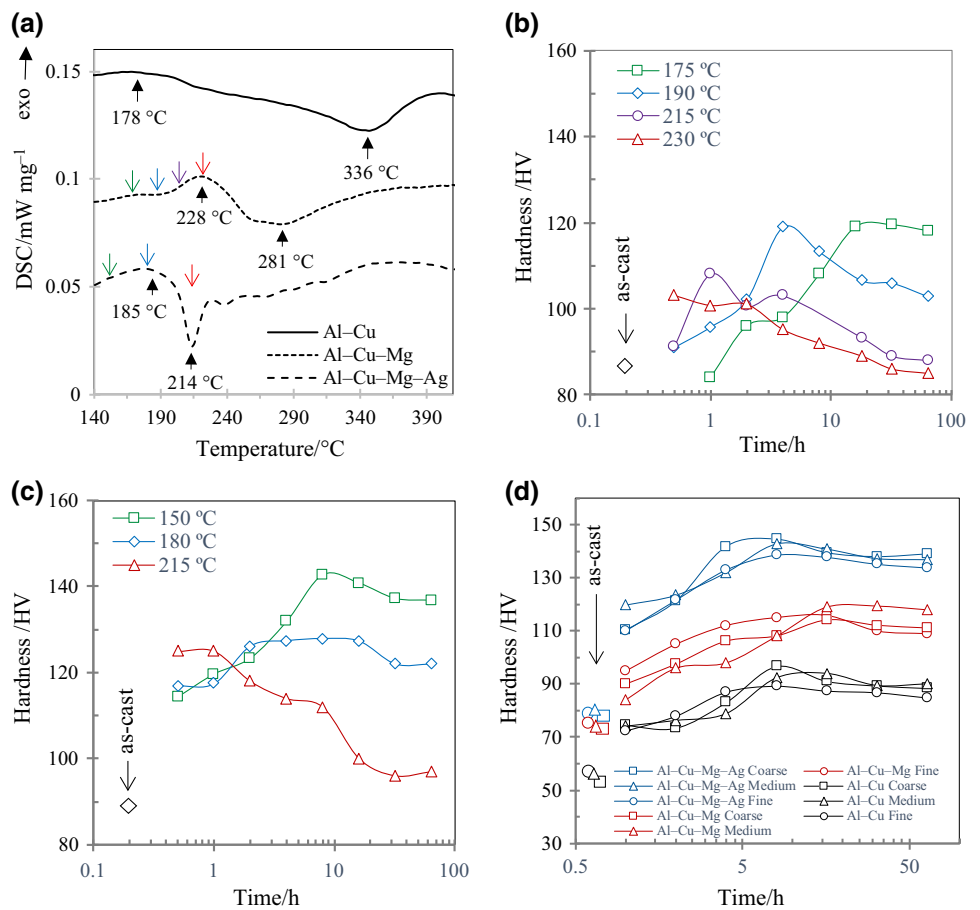 (a)
exo
DSC/mW mg⁻¹
0.15
0.1
0.05
0
178 °C
336 °C
228 °C
281 °C
185 °C
214 °C
Al–Cu
Al–Cu–Mg
Al–Cu–Mg–Ag
140 190 240 290 340 390
Temperature/°C
(b)
Hardness /HV
160
140
120
100
80
175 ºC
190 ºC
215 ºC
230 ºC
as-cast
0.1 1 10 100
Time/h
(c)
Hardness /HV
160
140
120
100
80
150 ºC
180 ºC
215 ºC
as-cast
0.1 1 10 100
Time/h
(d)
Hardness /HV
150
130
110
90
70
50
30
as-cast
Al–Cu–Mg–Ag Coarse
Al–Cu–Mg–Ag Medium
Al–Cu–Mg–Ag Fine
Al–Cu–Mg Coarse
Al–Cu–Mg Medium
Al–Cu–Mg Fine
Al–Cu Coarse
Al–Cu Medium
Al–Cu Fine
0.5 5 50
Time/h